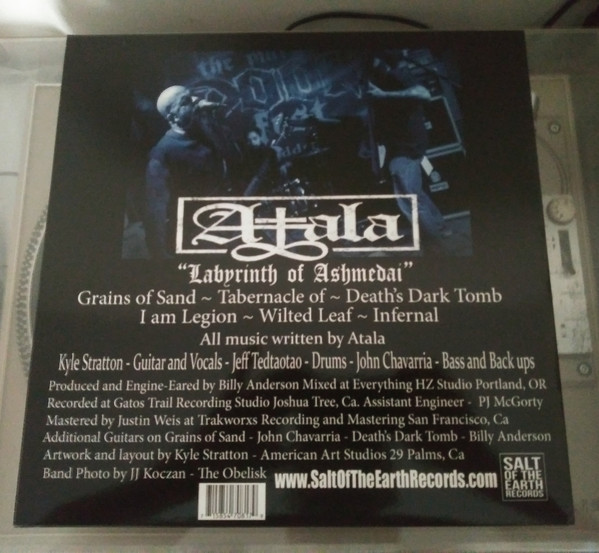 Atala
"Labyrinth of Ashmedai"
Grains of Sand ~ Tabernacle of ~ Death's Dark Tomb
I am Legion ~ Wilted Leaf ~ Infernal
All music written by Atala
Kyle Stratton - Guitar and Vocals - Jeff Tedtaotao - Drums - John Chavarria - Bass and Back ups
Produced and Engine-Eared by Billy Anderson Mixed at Everything HZ Studio Portland, OR
Recorded at Gatos Trail Recording Studio Joshua Tree, Ca. Assistant Engineer - PJ McGorty
Mastered by Justin Weis at Trakworxs Recording and Mastering San Francisco, CA
Additional Guitars on Grains of Sand - John Chavarria - Death's Dark Tomb - Billy Anderson
Artwork and layout by Kyle Stratton - American Art Studios 29 Palms, Ca
Band Photo by JJ Koczan - The Obelisk
www.SaltOfTheEarthRecords.com
SALT
OF THE
EARTH
RECORDS